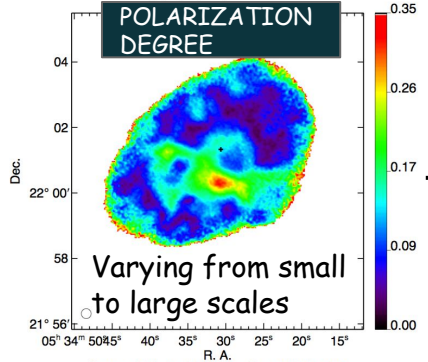 POLARIZATION
DEGREE
0.35
0.26
0.17
0.09
0.00
04
02
22° 00′
58
21° 56′
Dec.
Varying from small
to large scales
05ʰ 34ᵐ 50ˢ 45ˢ 40ˢ 35ˢ 30ˢ 25ˢ 20ˢ 15ˢ
R. A.